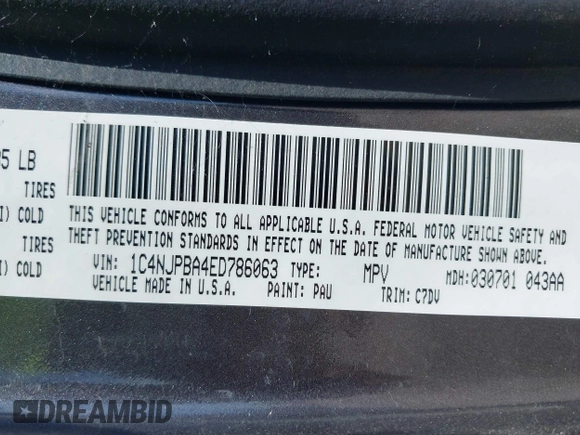 LB
TIRES
) COLD
TIRES
) COLD
THIS VEHICLE CONFORMS TO ALL APPLICABLE U.S.A. FEDERAL MOTOR VEHICLE SAFETY AND
THEFT PREVENTION STANDARDS IN EFFECT ON THE DATE OF MANUFACTURE SHOWN ABOVE.
VIN: 1C4NJPBA4ED786063 TYPE: MPV MDH:030701 043AA
VEHICLE MADE IN U.S.A. PAINT: PAU TRIM: C7DV
DREAMBID